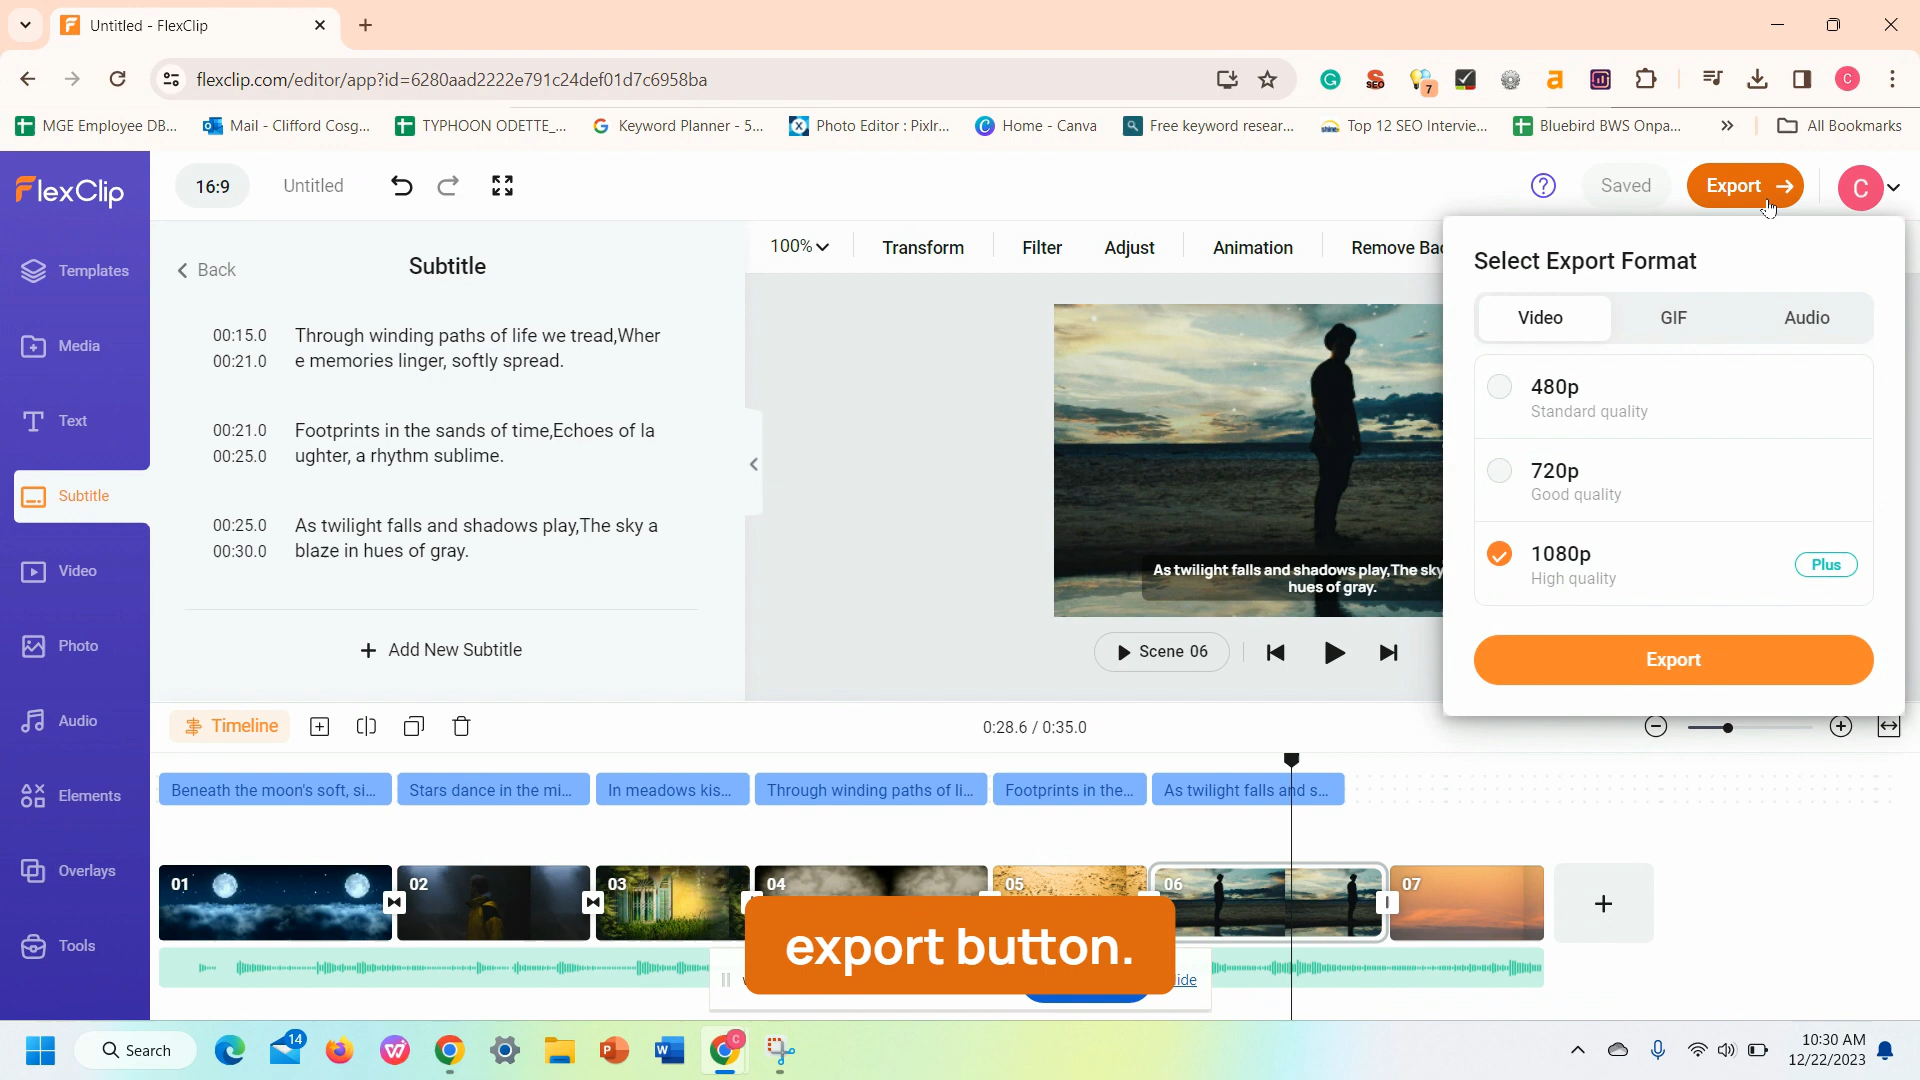 Untitled - FlexClip
flexclip.com/editor/app?id=6280aad2222e791c24def01d7c6958ba
SEO
7
a
C
MGE Employee DB...
Mail - Clifford Cosg...
TYPHOON ODETTE_...
Keyword Planner - 5...
Photo Editor : Pixlr...
Home - Canva
Free keyword resear...
Top 12 SEO Intervie...
Bluebird BWS Onpa...
All Bookmarks
FlexClip
16:9
Untitled
Saved
Export
C
Templates
Media
Text
Subtitle
Video
Photo
Audio
Elements
Overlays
Tools
Back
Subtitle
00:15.0
00:21.0
Through winding paths of life we tread,Wher
e memories linger, softly spread.
00:21.0
00:25.0
Footprints in the sands of time,Echoes of la
ughter, a rhythm sublime.
00:25.0
00:30.0
As twilight falls and shadows play,The sky a
blaze in hues of gray.
+ Add New Subtitle
100%
Transform
Filter
Adjust
Animation
Remove Bac
As twilight falls and shadows play,The sky
hues of gray.
Scene 06
Select Export Format
Video
GIF
Audio
480p
Standard quality
720p
Good quality
1080p
High quality
Plus
Export
Timeline
0:28.6 / 0:35.0
Beneath the moon's soft, si...
Stars dance in the mi...
In meadows kis...
Through winding paths of li...
Footprints in the...
As twilight falls and s...
01
02
03
04
05
06
07
+
export button.
ide
Search
14
C
10:30 AM
12/22/2023